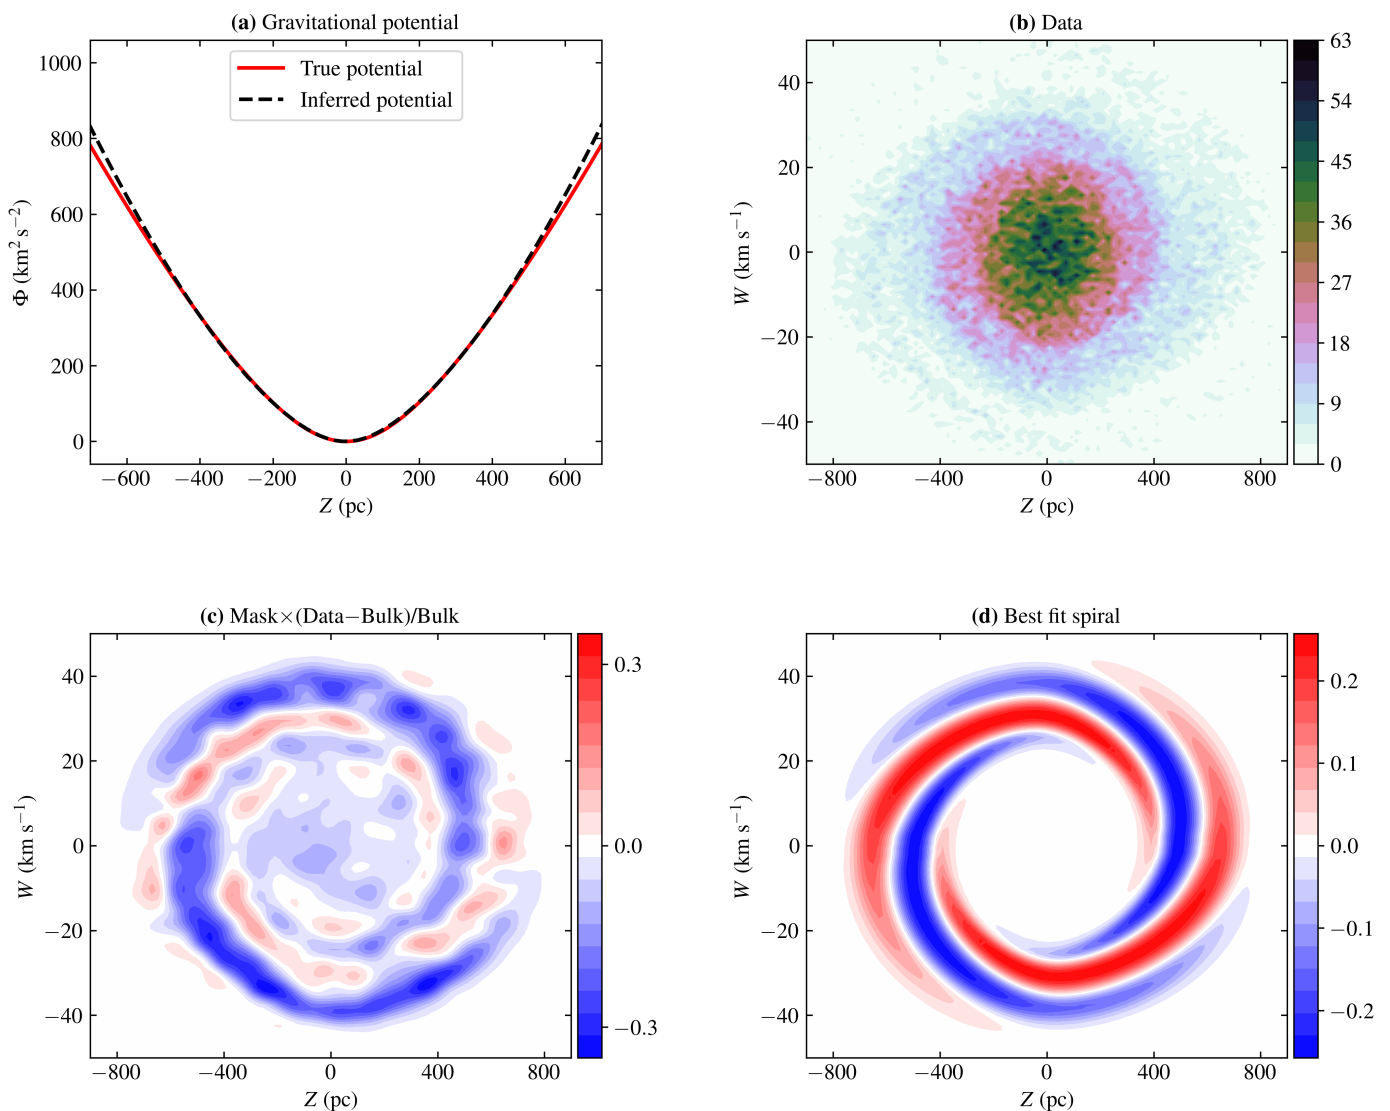 (a) Gravitational potential
1000
800
600
400
200
0
Φ (km² s⁻²)
True potential
Inferred potential
−600 −400 −200 0 200 400 600
Z (pc)
(b) Data
40
20
0
−20
−40
W (km s⁻¹)
−800 −400 0 400 800
Z (pc)
63
54
45
36
27
18
9
0
(c) Mask×(Data−Bulk)/Bulk
40
20
0
−20
−40
W (km s⁻¹)
−800 −400 0 400 800
Z (pc)
0.3
0.0
−0.3
(d) Best fit spiral
40
20
0
−20
−40
W (km s⁻¹)
−800 −400 0 400 800
Z (pc)
0.2
0.1
0.0
−0.1
−0.2